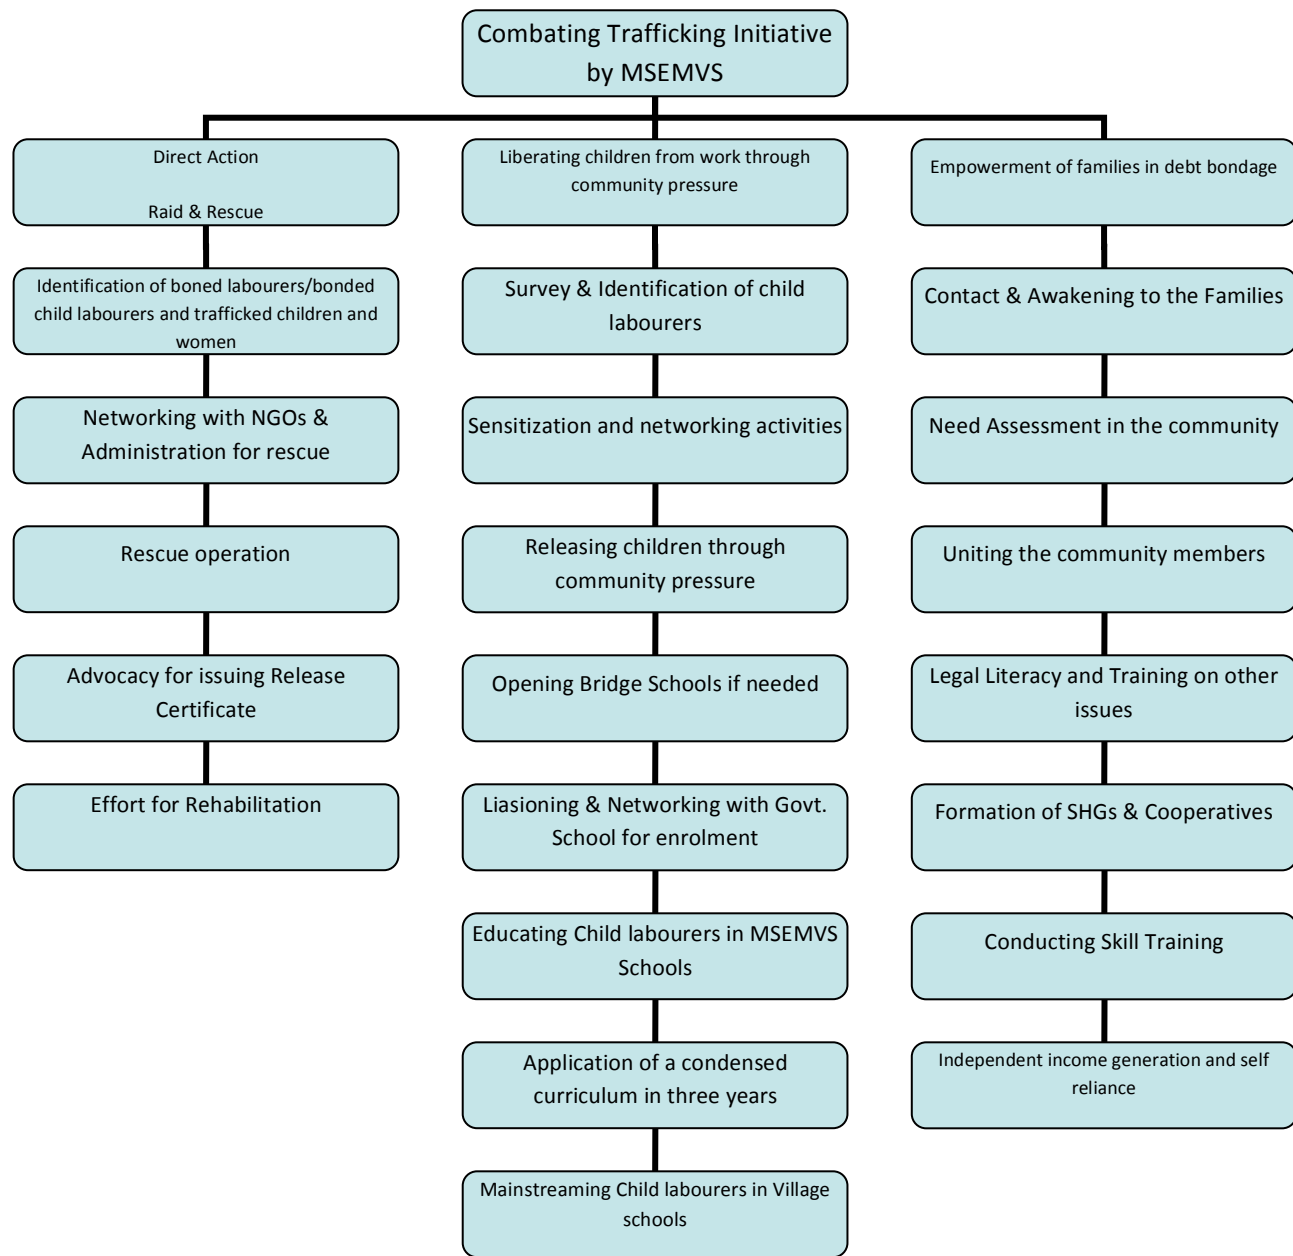 Combating Trafficking Initiative
by MSEMVS
Direct Action
Raid & Rescue
Identification of boned labourers/bonded
child labourers and trafficked children and
women
Networking with NGOs &
Administration for rescue
Rescue operation
Advocacy for issuing Release
Certificate
Effort for Rehabilitation
Liberating children from work through
community pressure
Survey & Identification of child
labourers
Sensitization and networking activities
Releasing children through
community pressure
Opening Bridge Schools if needed
Liasioning & Networking with Govt.
School for enrolment
Educating Child labourers in MSEMVS
Schools
Application of a condensed
curriculum in three years
Mainstreaming Child labourers in Village
schools
Empowerment of families in debt bondage
Contact & Awakening to the Families
Need Assessment in the community
Uniting the community members
Legal Literacy and Training on other
issues
Formation of SHGs & Cooperatives
Conducting Skill Training
Independent income generation and self
reliance